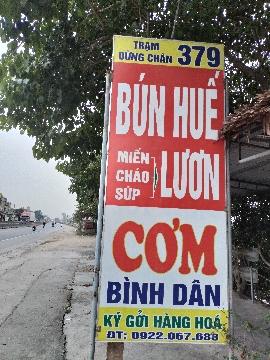 TRẠM
DỪNG CHÂN 379
BÚN HUẾ
MIẾN
CHÁO
SÚP
LƯƠN
CƠM
BÌNH DÂN
KÝ GỬI HÀNG HOÁ
ĐT: 0922.067.688